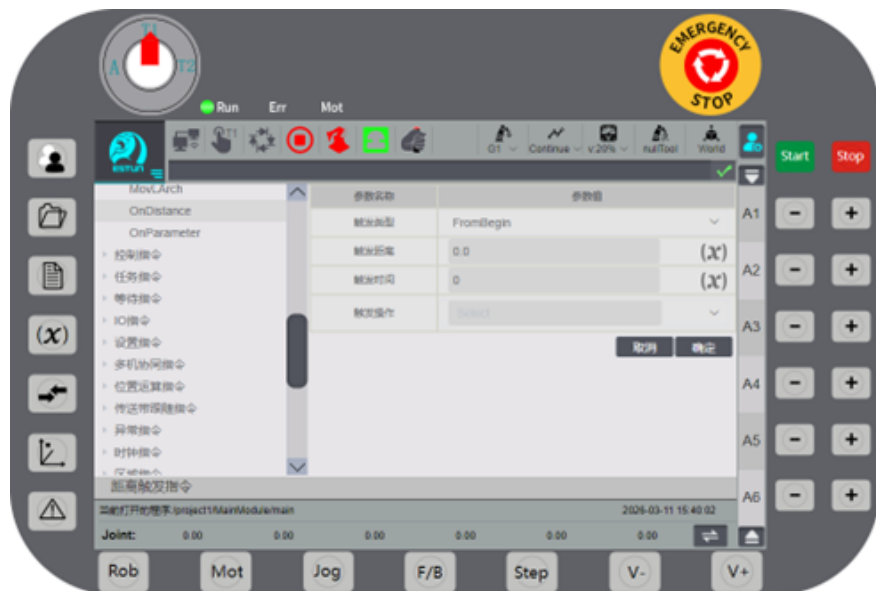 T1
A
T2
EMERGENCY
STOP
Run Err Mot
T1
ESTUN
G1 Continue v:20% nullTool World
Start Stop
MovCArch
OnDistance
OnParameter
控制指令
任务指令
等待指令
IO指令
设置指令
多机协同指令
位置运算指令
传送带跟随指令
异常指令
时钟指令
区域指令
参数名称 参数值
触发类型 FromBegin
触发距离 0.0 (x)
触发时间 0 (x)
触发操作 Select
取消 确定
A1 - +
A2 - +
A3 - +
A4 - +
A5 - +
A6 - +
(x)
距离触发指令
当前打开的程序:/project1/MainModule/main 2026-03-11 15:40:02
Joint: 0.00 0.00 0.00 0.00 0.00 0.00
Rob Mot Jog F/B Step V- V+